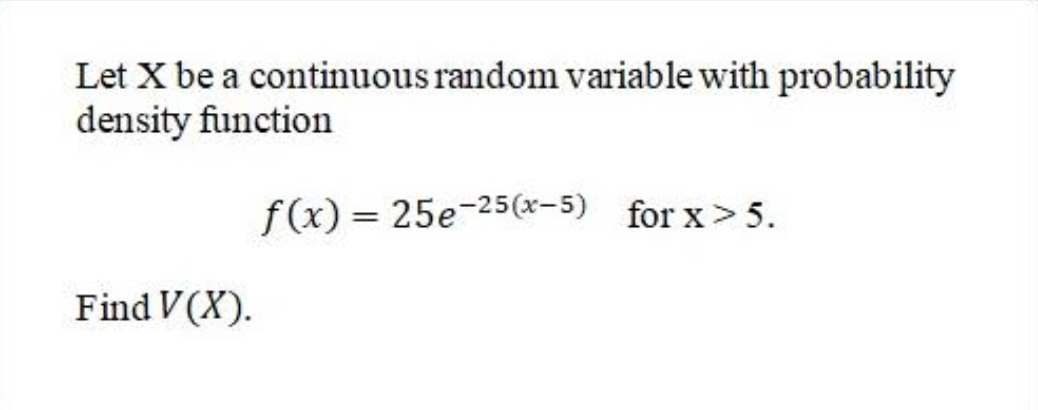 Let X be a continuous random variable with probability
density function
f(x) = 25e^{-25(x-5)} for x > 5.
Find V(X).